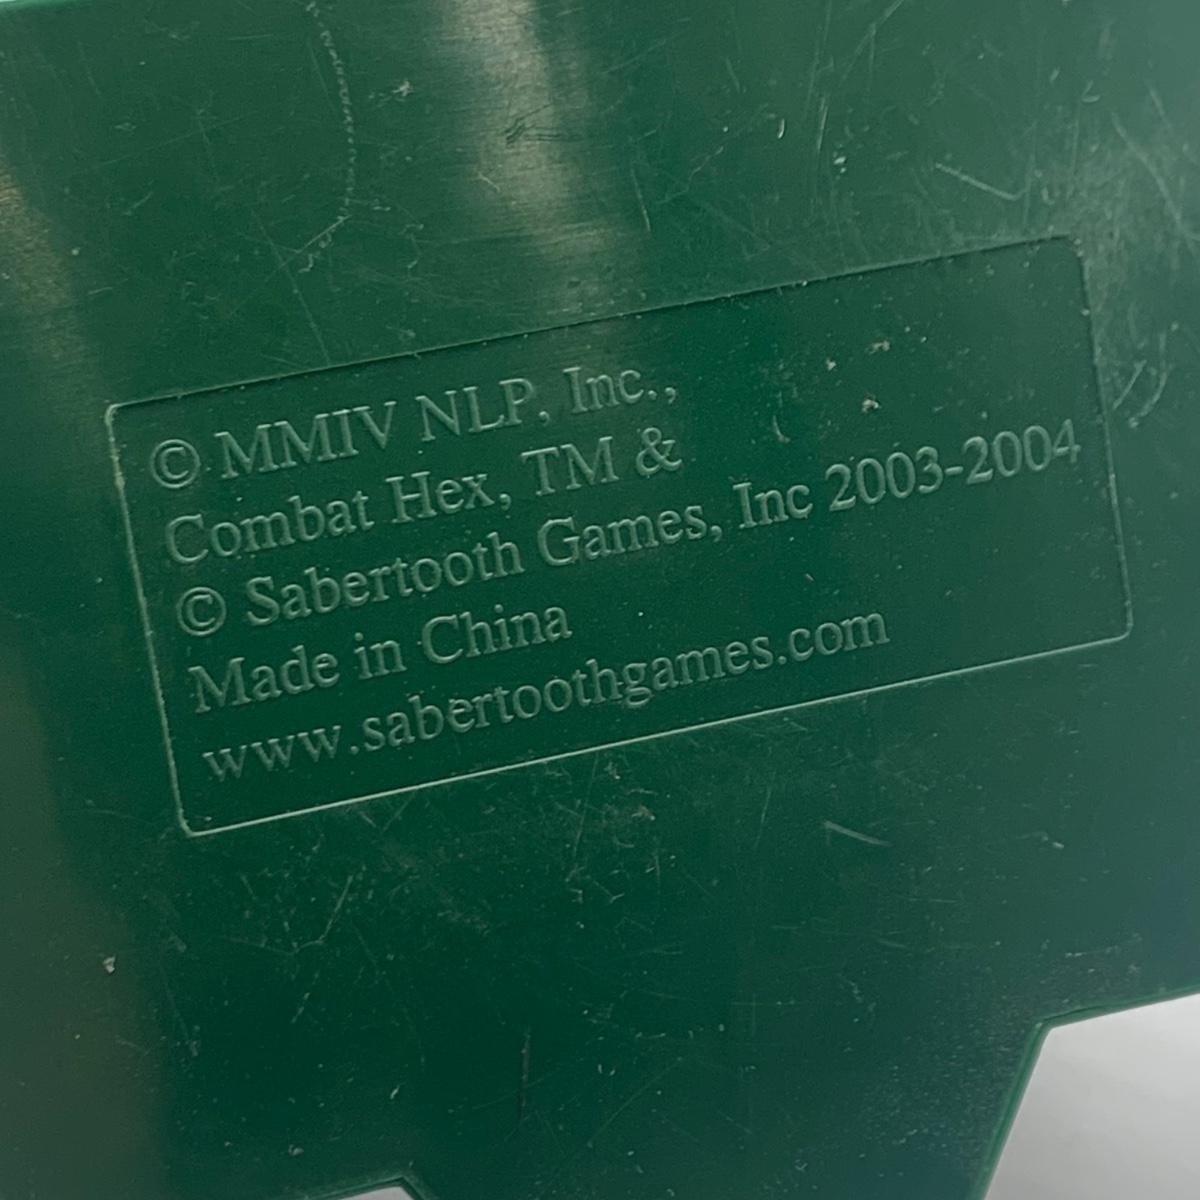 © MMIV NLP, Inc.,
Combat Hex, TM &
© Sabertooth Games, Inc 2003-2004
Made in China
www.sabertoothgames.com